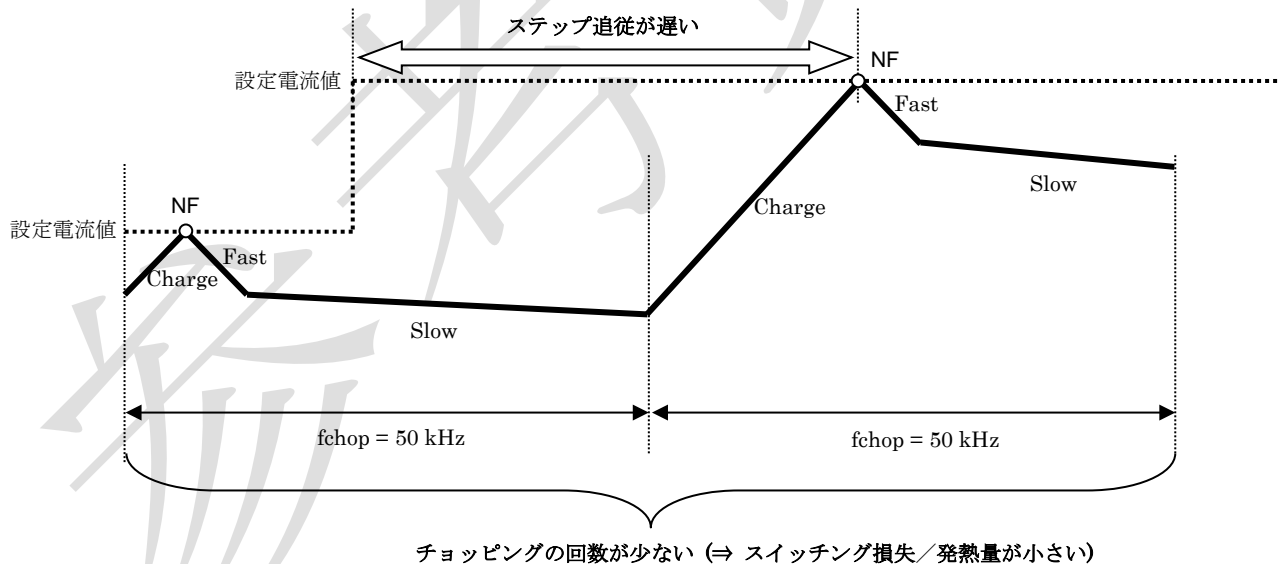 ステップ追従が遅い
NF
設定電流値
Fast
Slow
Charge
NF
設定電流値
Fast
Charge
Slow
fchop = 50 kHz
fchop = 50 kHz
チョッピングの回数が少ない (⇒ スイッチング損失／発熱量が小さい)
参考